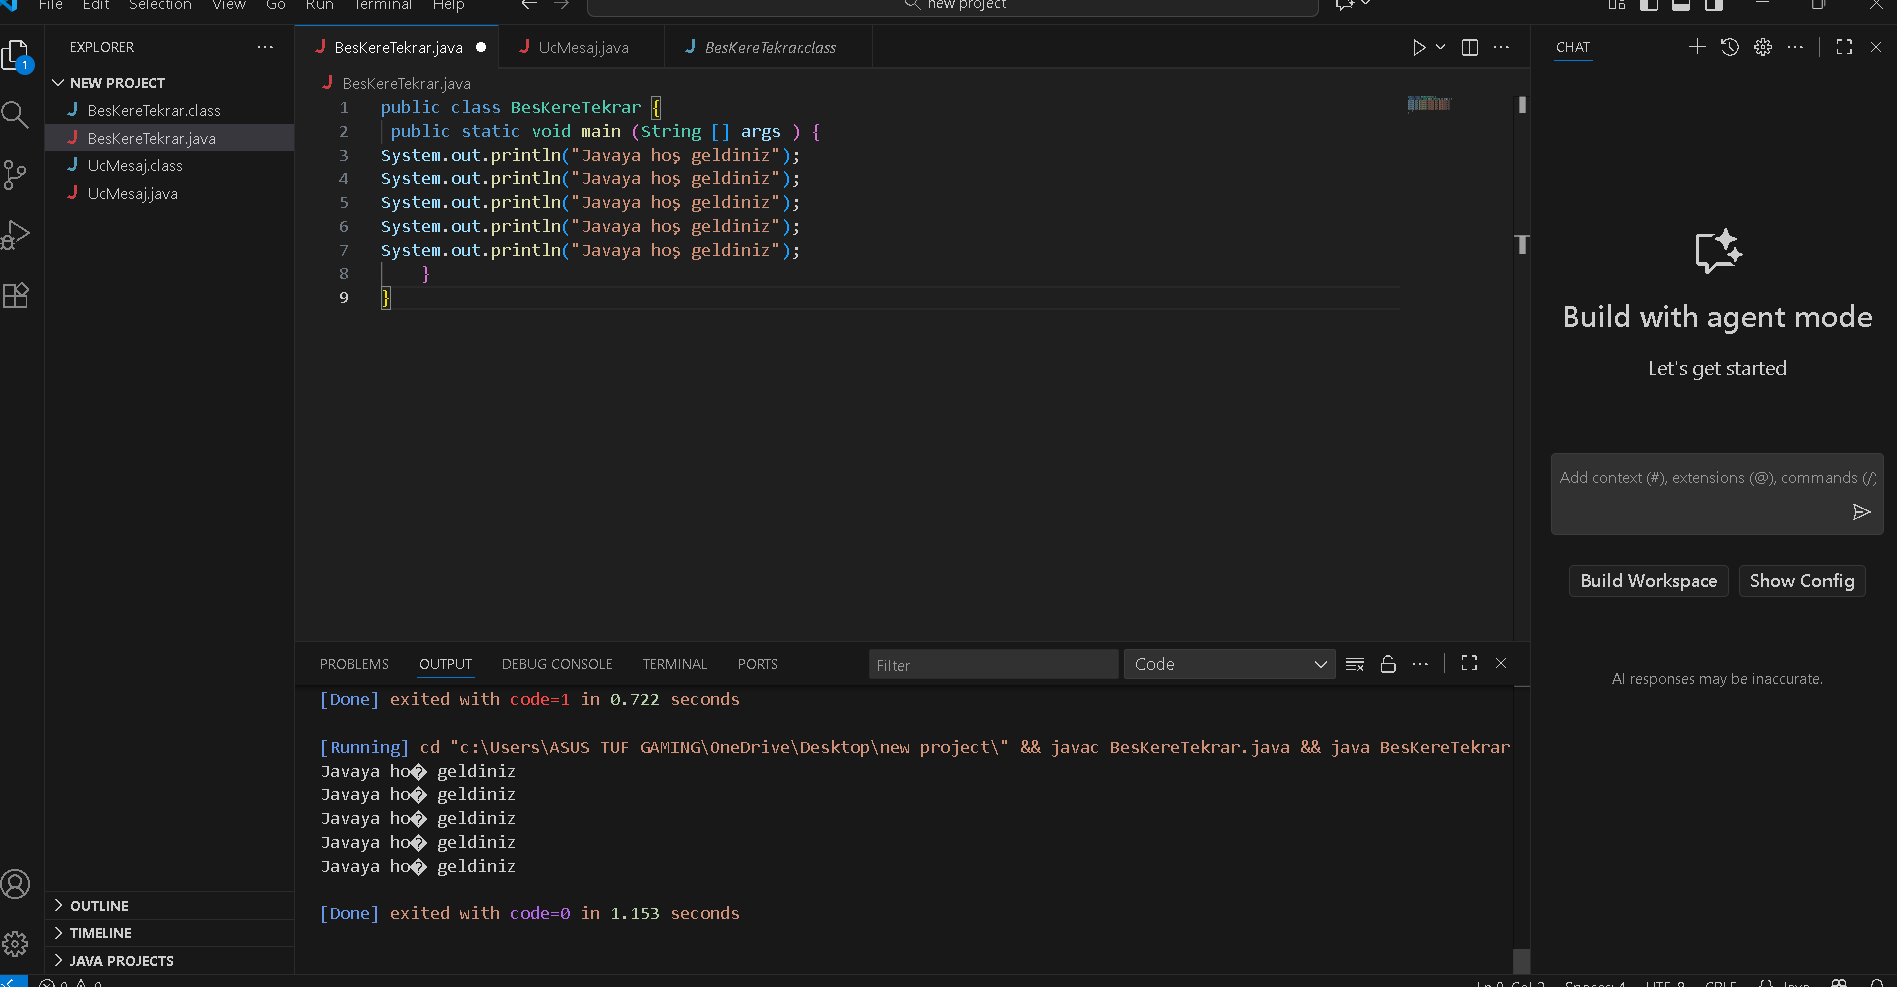 File Edit Selection View Go Run Terminal Help
new project
EXPLORER
NEW PROJECT
BesKereTekrar.class
BesKereTekrar.java
UcMesaj.class
UcMesaj.java
OUTLINE
TIMELINE
JAVA PROJECTS
BesKereTekrar.java
UcMesaj.java
BesKereTekrar.class
BesKereTekrar.java
1 public class BesKereTekrar {
2 public static void main (String [] args ) {
3 System.out.println("Javaya hoş geldiniz");
4 System.out.println("Javaya hoş geldiniz");
5 System.out.println("Javaya hoş geldiniz");
6 System.out.println("Javaya hoş geldiniz");
7 System.out.println("Javaya hoş geldiniz");
8 }
9 }
PROBLEMS OUTPUT DEBUG CONSOLE TERMINAL PORTS
Filter
Code
[Done] exited with code=1 in 0.722 seconds
[Running] cd "c:\Users\ASUS TUF GAMING\OneDrive\Desktop\new project\" && javac BesKereTekrar.java && java BesKereTekrar
Javaya ho� geldiniz
Javaya ho� geldiniz
Javaya ho� geldiniz
Javaya ho� geldiniz
Javaya ho� geldiniz
[Done] exited with code=0 in 1.153 seconds
CHAT
Build with agent mode
Let's get started
Add context (#), extensions (@), commands (/)
Build Workspace
Show Config
AI responses may be inaccurate.
1